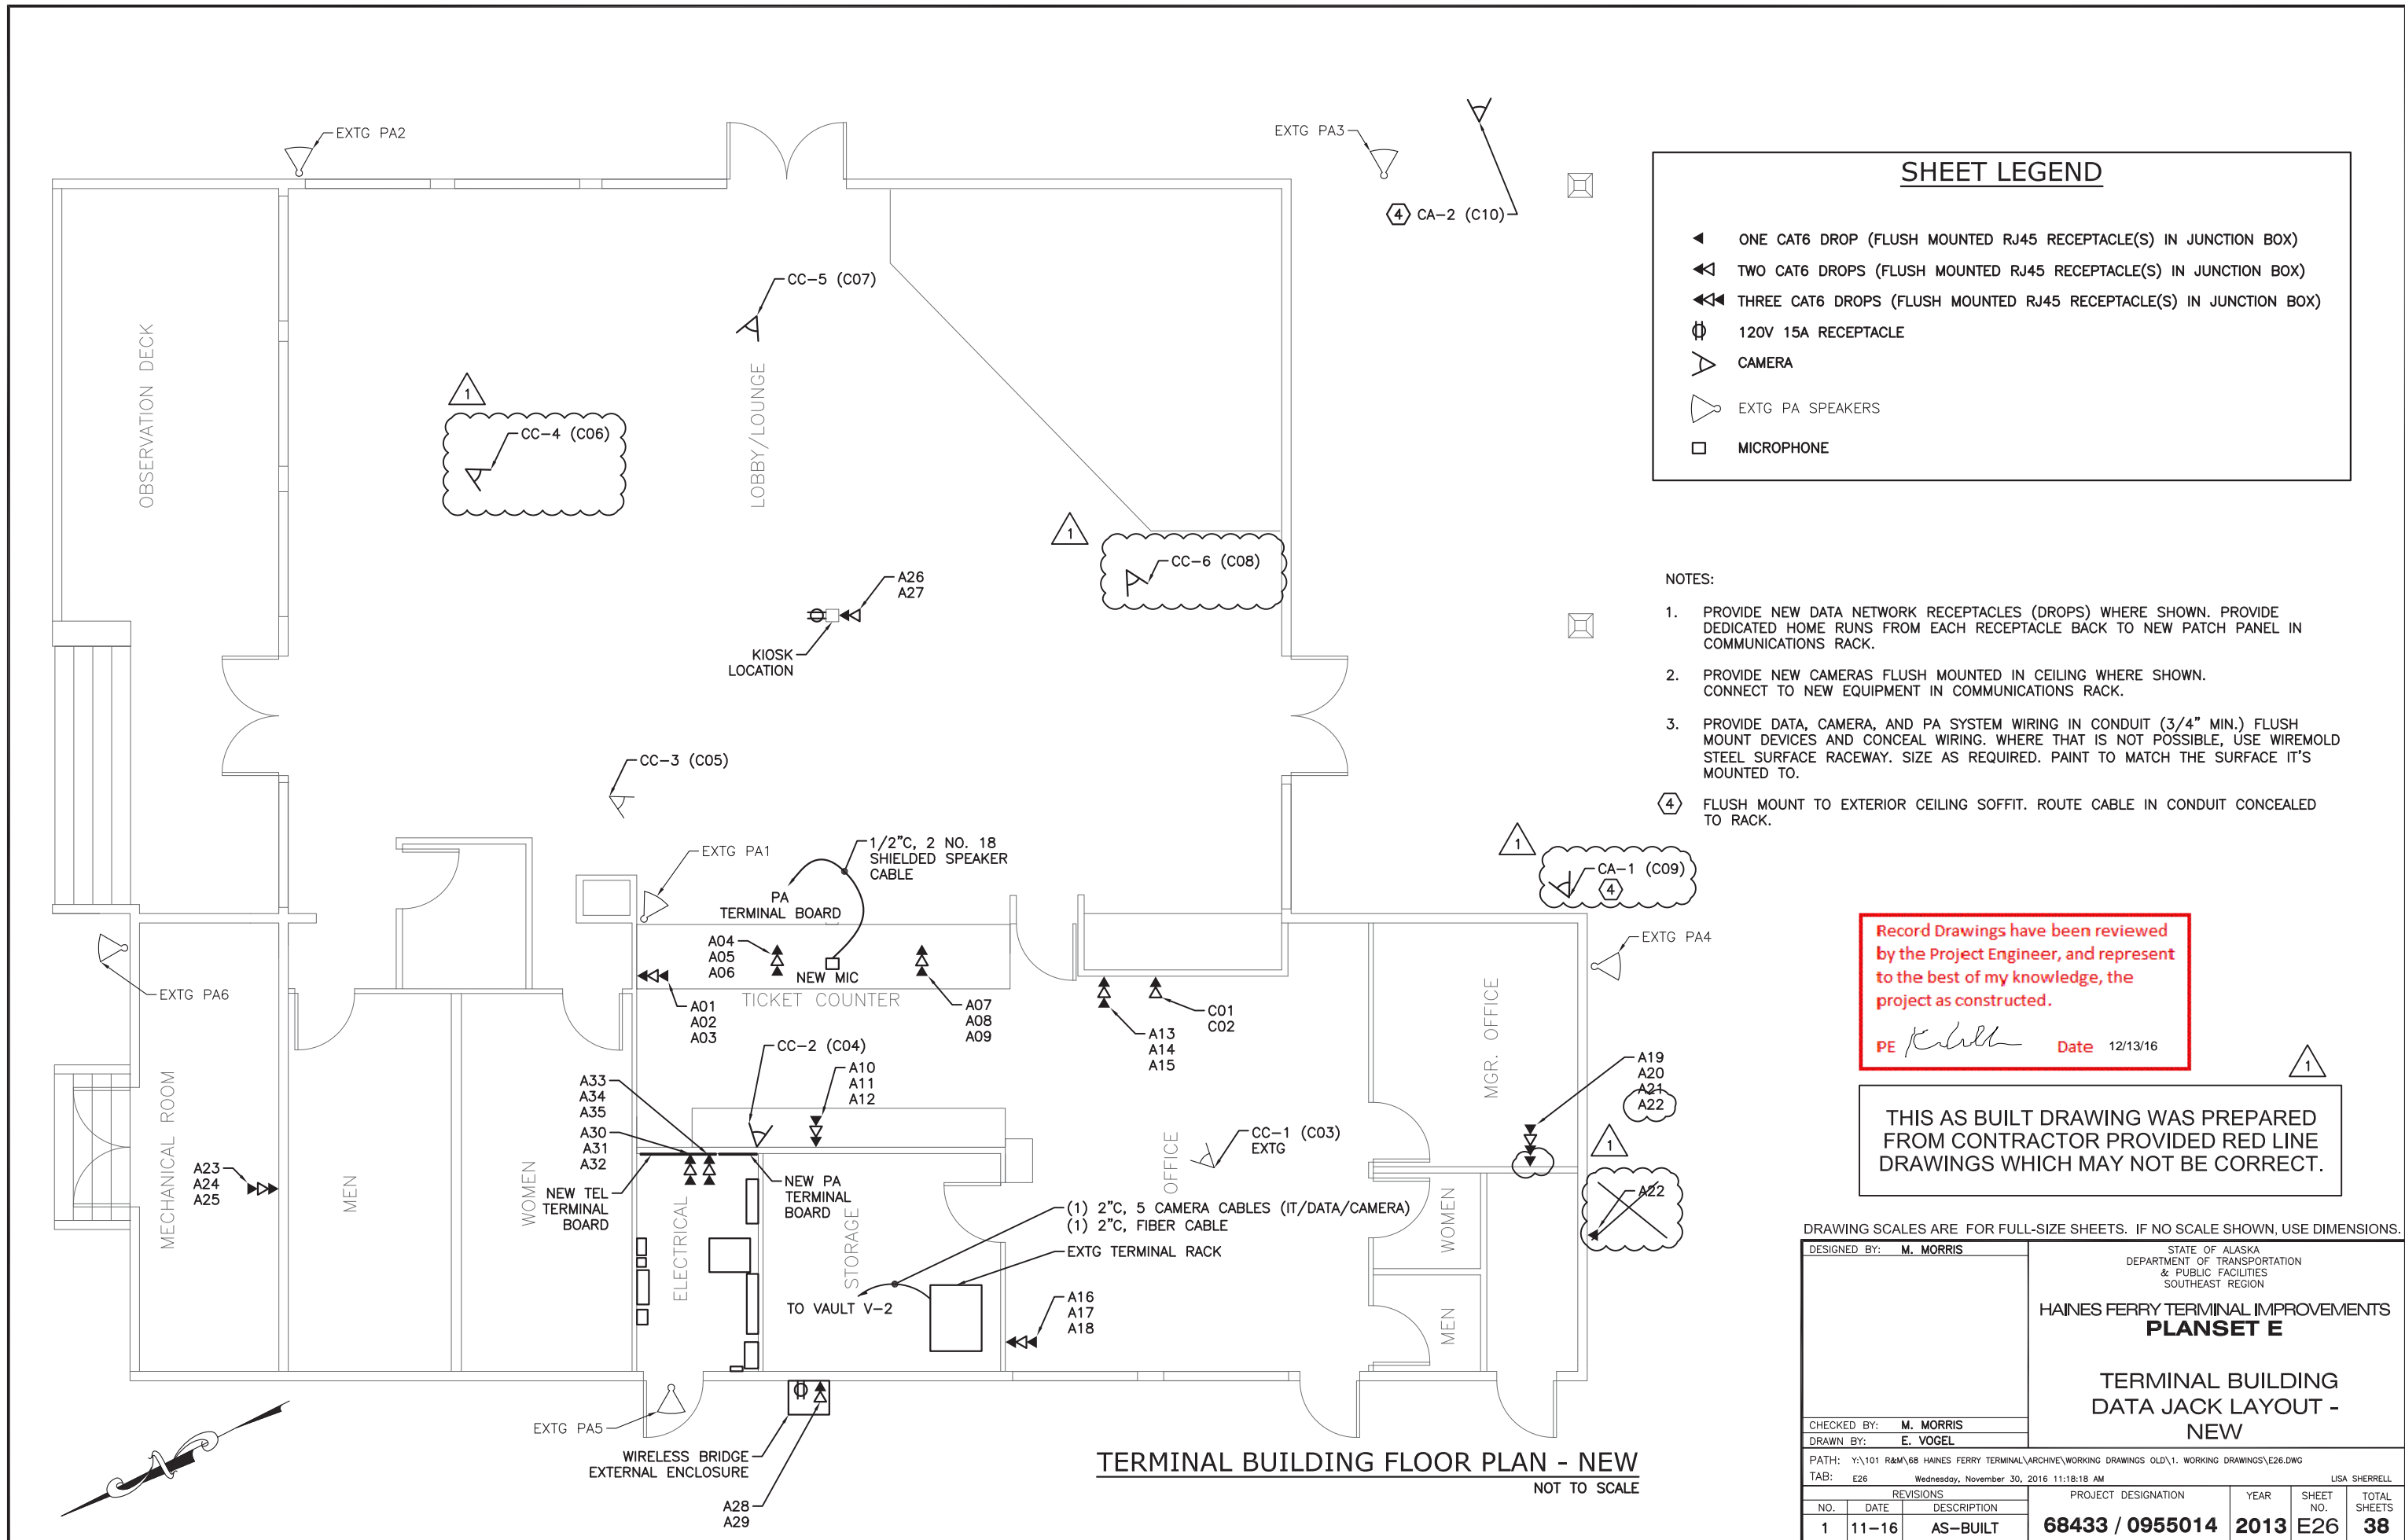 EXTG PA2
EXTG PA3
4 CA-2 (C10)
CC-5 (C07)
OBSERVATION DECK
LOBBY/LOUNGE
1
CC-4 (C06)
1
CC-6 (C08)
A26
A27
KIOSK
LOCATION
CC-3 (C05)
EXTG PA1
1/2"C, 2 NO. 18
SHIELDED SPEAKER
CABLE
PA
TERMINAL BOARD
A04
A05
A06
NEW MIC
TICKET COUNTER
A01
A02
A03
A07
A08
A09
EXTG PA6
A13
A14
A15
C01
C02
1
CA-1 (C09)
4
EXTG PA4
MGR. OFFICE
A19
A20
A21
A22
1
A22
CC-2 (C04)
A10
A11
A12
A33
A34
A35
A30
A31
A32
CC-1 (C03)
EXTG
OFFICE
MECHANICAL ROOM
A23
A24
A25
MEN
WOMEN
NEW TEL
TERMINAL
BOARD
ELECTRICAL
NEW PA
TERMINAL
BOARD
STORAGE
(1) 2"C, 5 CAMERA CABLES (IT/DATA/CAMERA)
(1) 2"C, FIBER CABLE
EXTG TERMINAL RACK
TO VAULT V-2
A16
A17
A18
WOMEN
MEN
EXTG PA5
WIRELESS BRIDGE
EXTERNAL ENCLOSURE
A28
A29
N
TERMINAL BUILDING FLOOR PLAN - NEW
NOT TO SCALE
SHEET LEGEND
ONE CAT6 DROP (FLUSH MOUNTED RJ45 RECEPTACLE(S) IN JUNCTION BOX)
TWO CAT6 DROPS (FLUSH MOUNTED RJ45 RECEPTACLE(S) IN JUNCTION BOX)
THREE CAT6 DROPS (FLUSH MOUNTED RJ45 RECEPTACLE(S) IN JUNCTION BOX)
120V 15A RECEPTACLE
CAMERA
EXTG PA SPEAKERS
MICROPHONE
NOTES:
1. PROVIDE NEW DATA NETWORK RECEPTACLES (DROPS) WHERE SHOWN. PROVIDE
DEDICATED HOME RUNS FROM EACH RECEPTACLE BACK TO NEW PATCH PANEL IN
COMMUNICATIONS RACK.
2. PROVIDE NEW CAMERAS FLUSH MOUNTED IN CEILING WHERE SHOWN.
CONNECT TO NEW EQUIPMENT IN COMMUNICATIONS RACK.
3. PROVIDE DATA, CAMERA, AND PA SYSTEM WIRING IN CONDUIT (3/4" MIN.) FLUSH
MOUNT DEVICES AND CONCEAL WIRING. WHERE THAT IS NOT POSSIBLE, USE WIREMOLD
STEEL SURFACE RACEWAY. SIZE AS REQUIRED. PAINT TO MATCH THE SURFACE IT'S
MOUNTED TO.
4 FLUSH MOUNT TO EXTERIOR CEILING SOFFIT. ROUTE CABLE IN CONDUIT CONCEALED
TO RACK.
Record Drawings have been reviewed
by the Project Engineer, and represent
to the best of my knowledge, the
project as constructed.
PE Date 12/13/16
1
THIS AS BUILT DRAWING WAS PREPARED
FROM CONTRACTOR PROVIDED RED LINE
DRAWINGS WHICH MAY NOT BE CORRECT.
DRAWING SCALES ARE FOR FULL-SIZE SHEETS. IF NO SCALE SHOWN, USE DIMENSIONS.
DESIGNED BY: M. MORRIS
CHECKED BY: M. MORRIS
DRAWN BY: E. VOGEL
STATE OF ALASKA
DEPARTMENT OF TRANSPORTATION
& PUBLIC FACILITIES
SOUTHEAST REGION
HAINES FERRY TERMINAL IMPROVEMENTS
PLANSET E
TERMINAL BUILDING
DATA JACK LAYOUT -
NEW
PATH: Y:\101 R&M\68 HAINES FERRY TERMINAL\ARCHIVE\WORKING DRAWINGS OLD\1. WORKING DRAWINGS\E26.DWG
TAB: E26 Wednesday, November 30, 2016 11:18:18 AM LISA SHERRELL
REVISIONS
NO. DATE DESCRIPTION
1 11-16 AS-BUILT
PROJECT DESIGNATION
68433 / 0955014
YEAR
2013
SHEET
NO.
E26
TOTAL
SHEETS
38